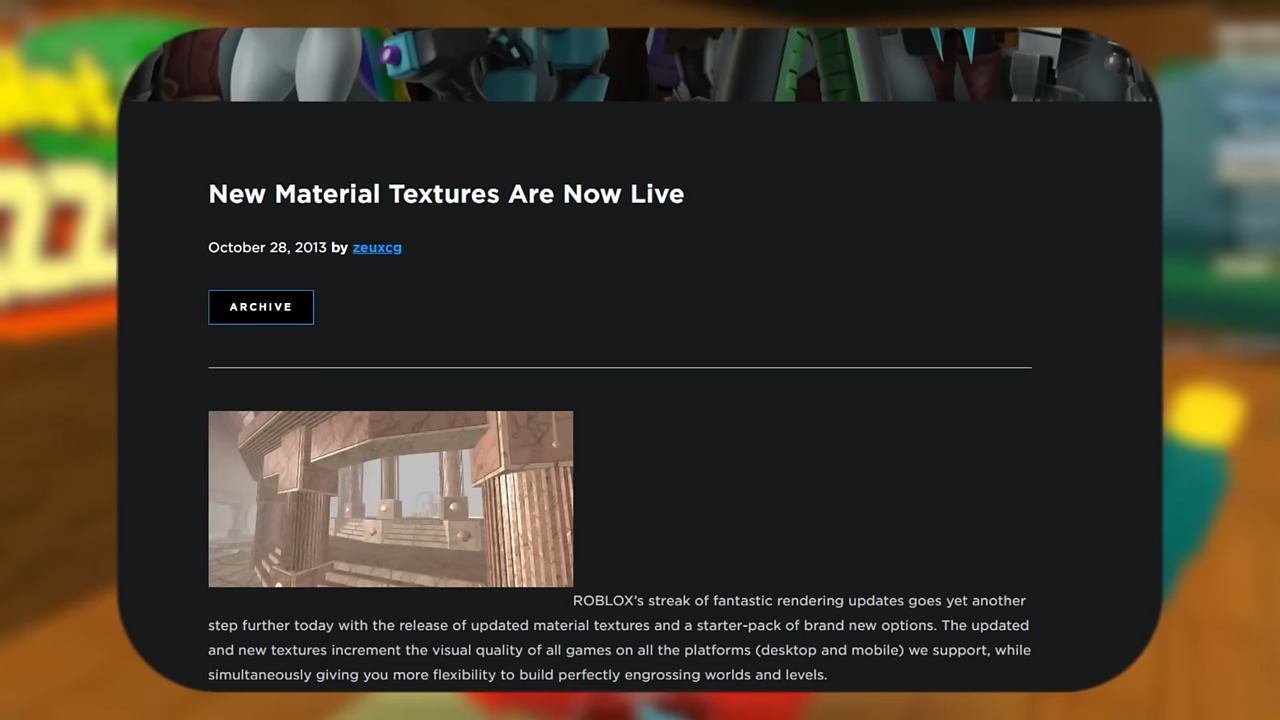 New Material Textures Are Now Live
October 28, 2013 by zeuxcg
ARCHIVE
ROBLOX’s streak of fantastic rendering updates goes yet another
step further today with the release of updated material textures and a starter-pack of brand new options. The updated
and new textures increment the visual quality of all games on all the platforms (desktop and mobile) we support, while
simultaneously giving you more flexibility to build perfectly engrossing worlds and levels.